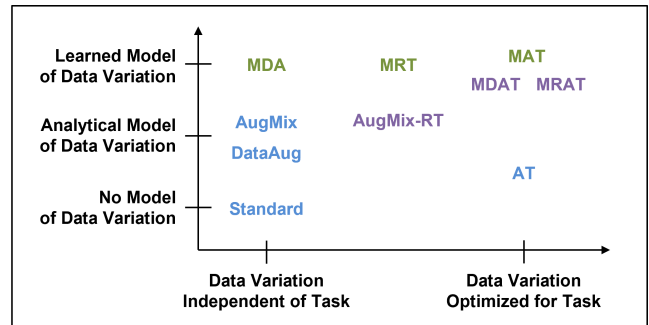 Learned Model
of Data Variation
MDA
MRT
MAT
MDAT MRAT
Analytical Model
of Data Variation
AugMix
AugMix-RT
DataAug
AT
No Model
of Data Variation
Standard
Data Variation
Independent of Task
Data Variation
Optimized for Task